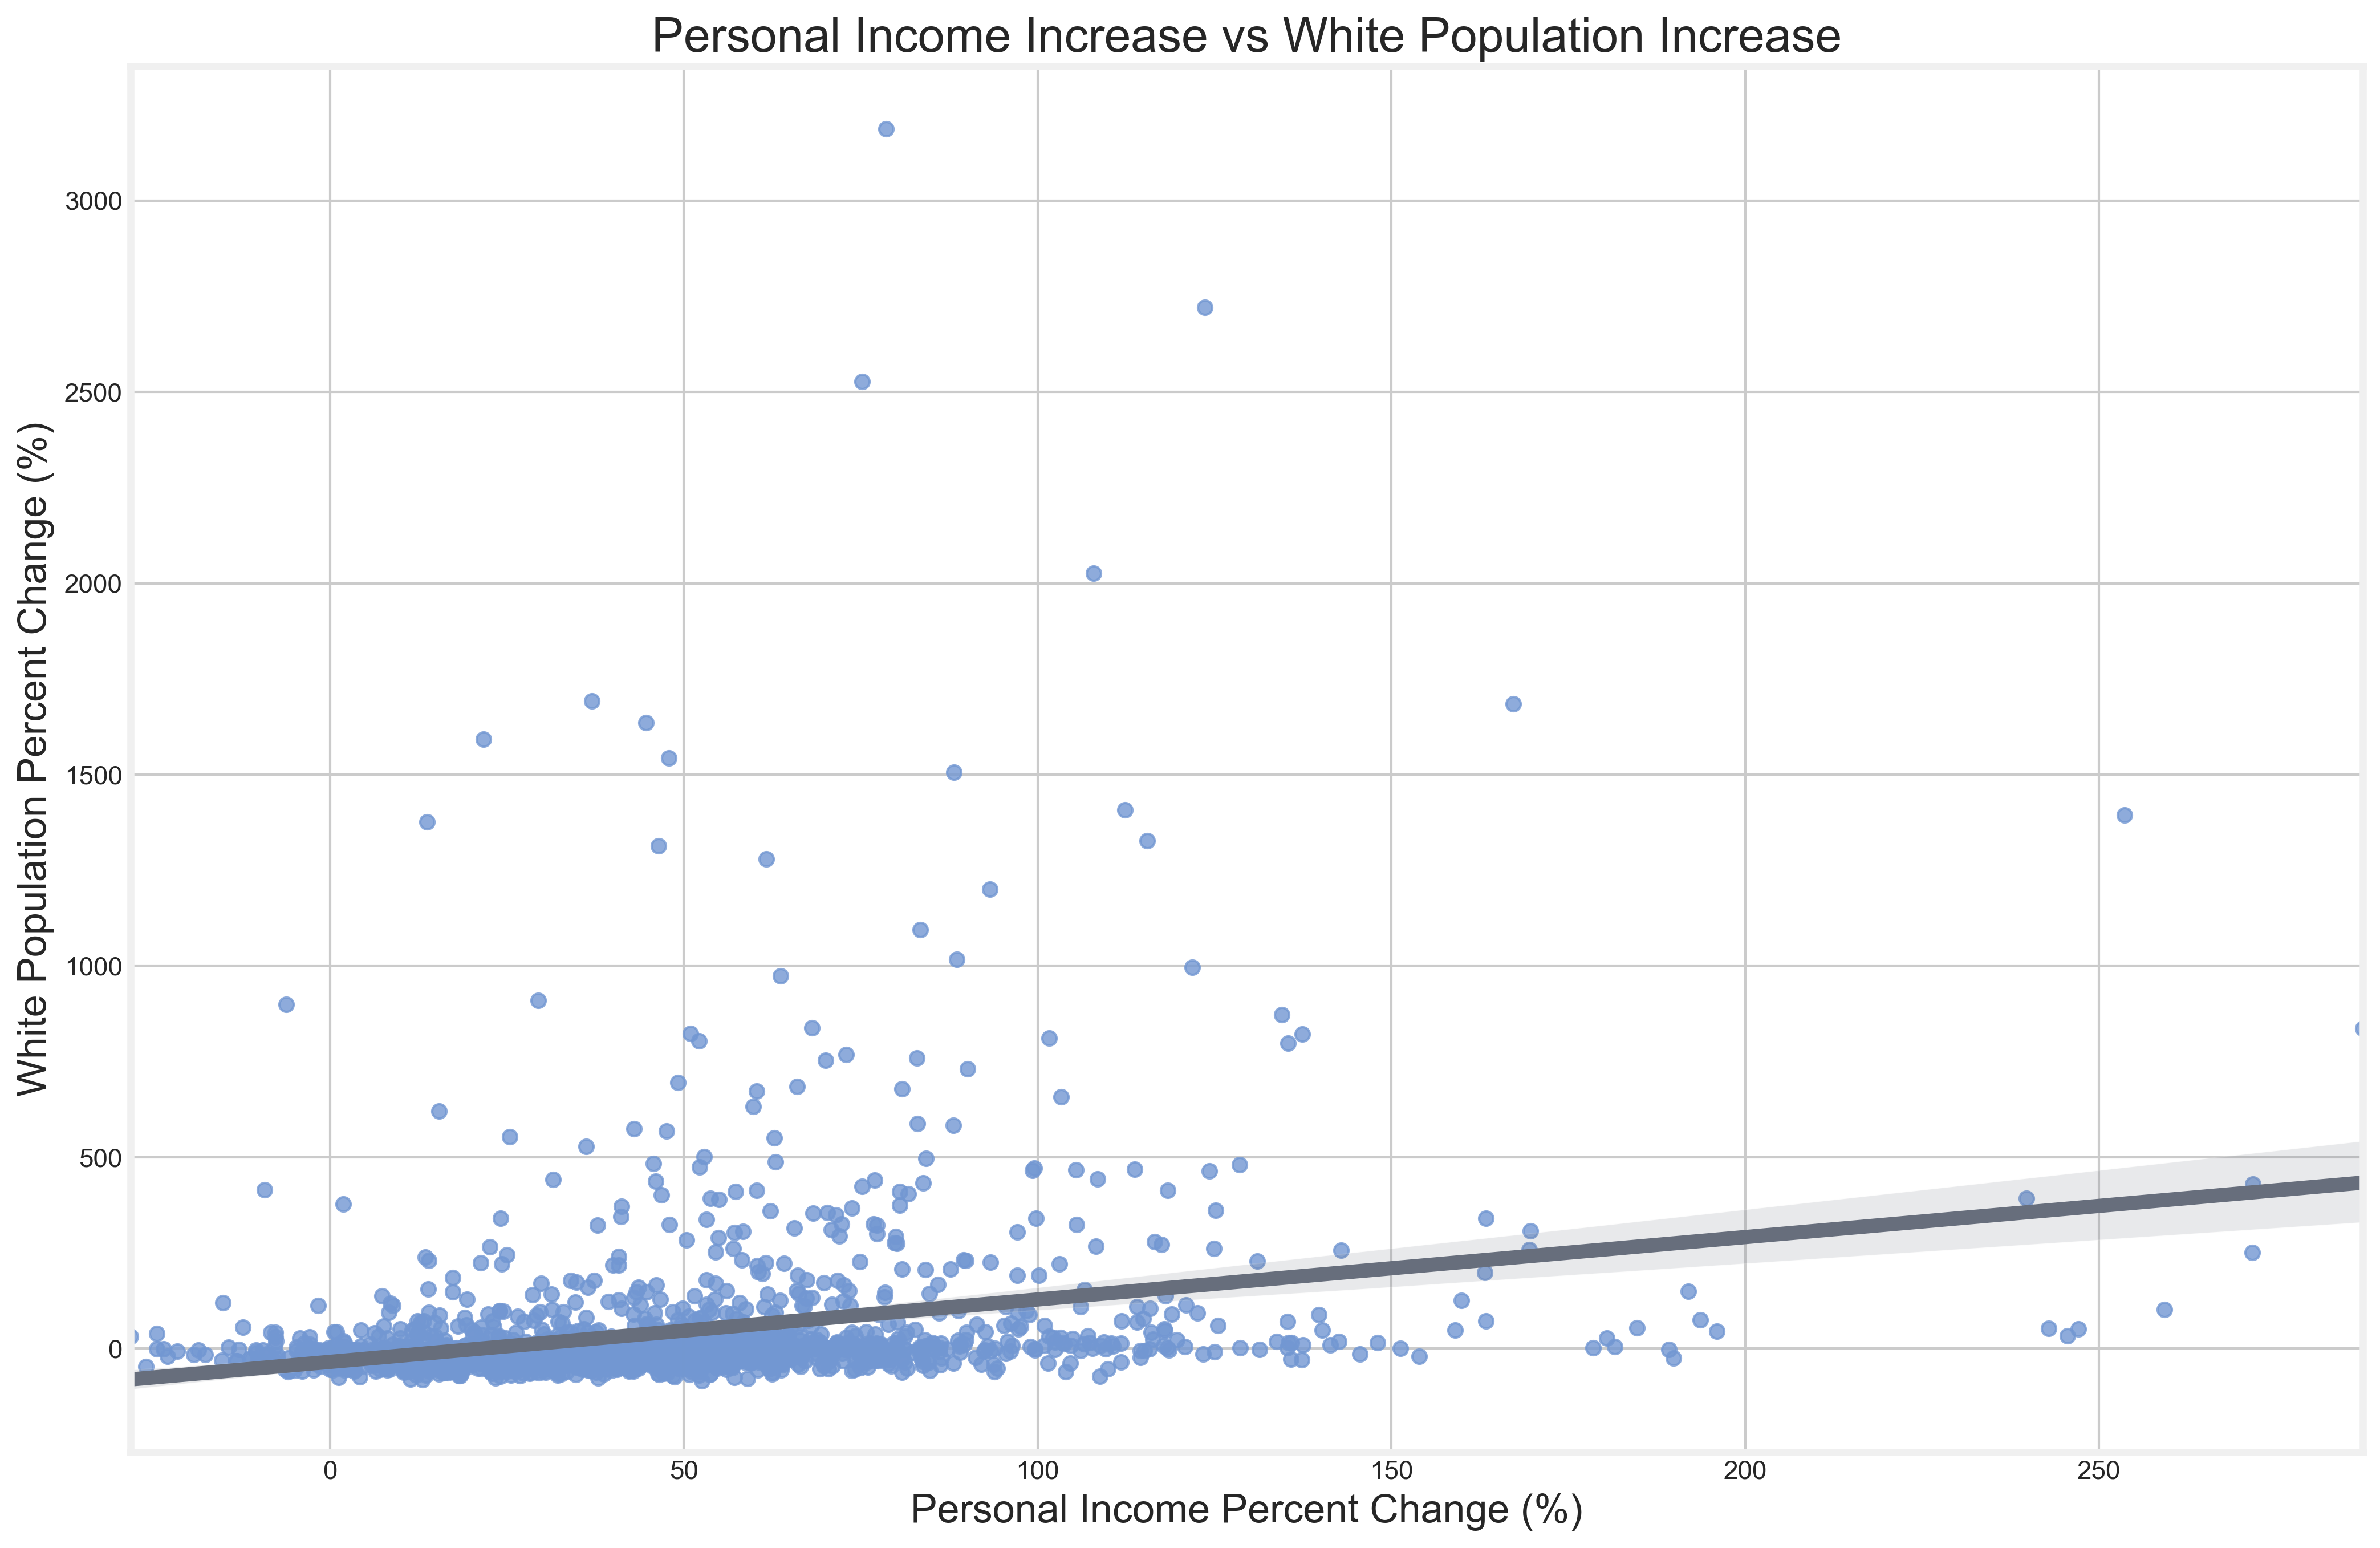 Personal Income Increase vs White Population Increase
White Population Percent Change (%)
3000
2500
2000
1500
1000
500
0
0 50 100 150 200 250
Personal Income Percent Change (%)